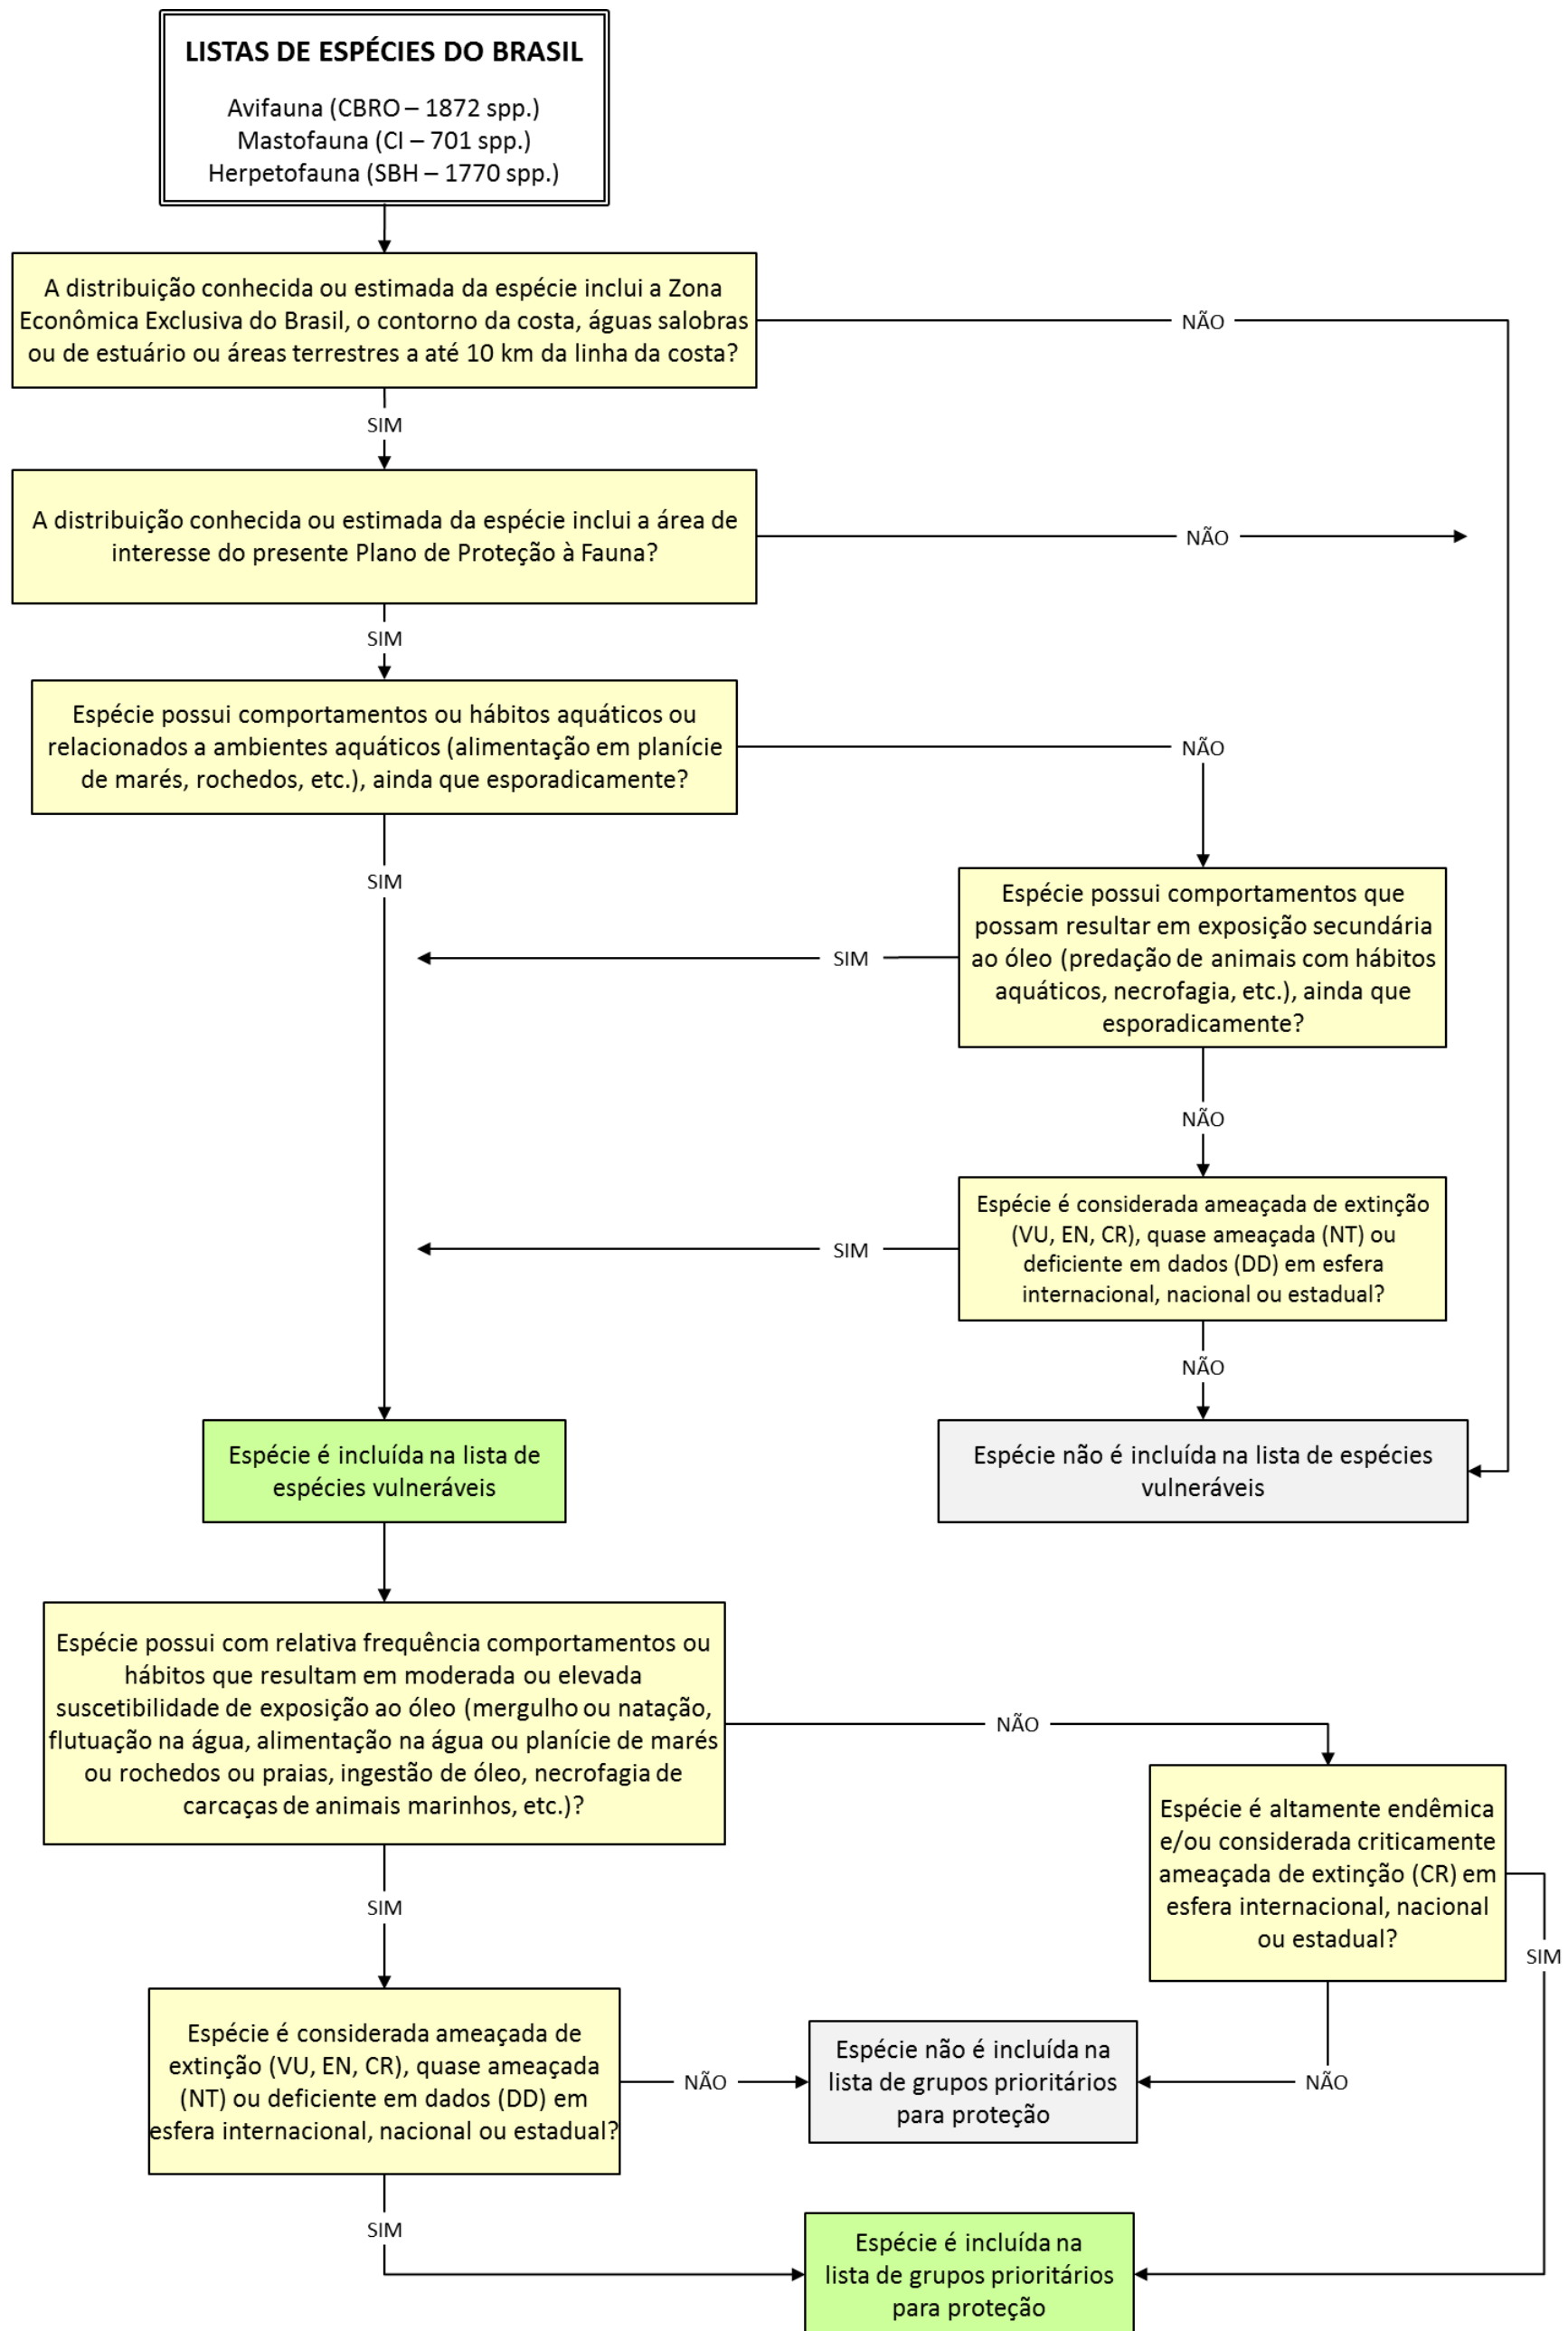 LISTAS DE ESPÉCIES DO BRASIL
Avifauna (CBRO – 1872 spp.)
Mastofauna (CI – 701 spp.)
Herpetofauna (SBH – 1770 spp.)
A distribuição conhecida ou estimada da espécie inclui a Zona
Econômica Exclusiva do Brasil, o contorno da costa, águas salobras
ou de estuário ou áreas terrestres a até 10 km da linha da costa?
NÃO
SIM
A distribuição conhecida ou estimada da espécie inclui a área de
interesse do presente Plano de Proteção à Fauna?
NÃO
SIM
Espécie possui comportamentos ou hábitos aquáticos ou
relacionados a ambientes aquáticos (alimentação em planície
de marés, rochedos, etc.), ainda que esporadicamente?
NÃO
SIM
Espécie possui comportamentos que
possam resultar em exposição secundária
ao óleo (predação de animais com hábitos
aquáticos, necrofagia, etc.), ainda que
esporadicamente?
SIM
NÃO
Espécie é considerada ameaçada de extinção
(VU, EN, CR), quase ameaçada (NT) ou
deficiente em dados (DD) em esfera
internacional, nacional ou estadual?
SIM
NÃO
Espécie é incluída na lista de
espécies vulneráveis
Espécie não é incluída na lista de espécies
vulneráveis
Espécie possui com relativa frequência comportamentos ou
hábitos que resultam em moderada ou elevada
suscetibilidade de exposição ao óleo (mergulho ou natação,
flutuação na água, alimentação na água ou planície de marés
ou rochedos ou praias, ingestão de óleo, necrofagia de
carcaças de animais marinhos, etc.)?
NÃO
Espécie é altamente endêmica
e/ou considerada criticamente
ameaçada de extinção (CR) em
esfera internacional, nacional
ou estadual?
SIM
SIM
Espécie é considerada ameaçada de
extinção (VU, EN, CR), quase ameaçada
(NT) ou deficiente em dados (DD) em
esfera internacional, nacional ou estadual?
NÃO
Espécie não é incluída na
lista de grupos prioritários
para proteção
NÃO
SIM
Espécie é incluída na
lista de grupos prioritários
para proteção